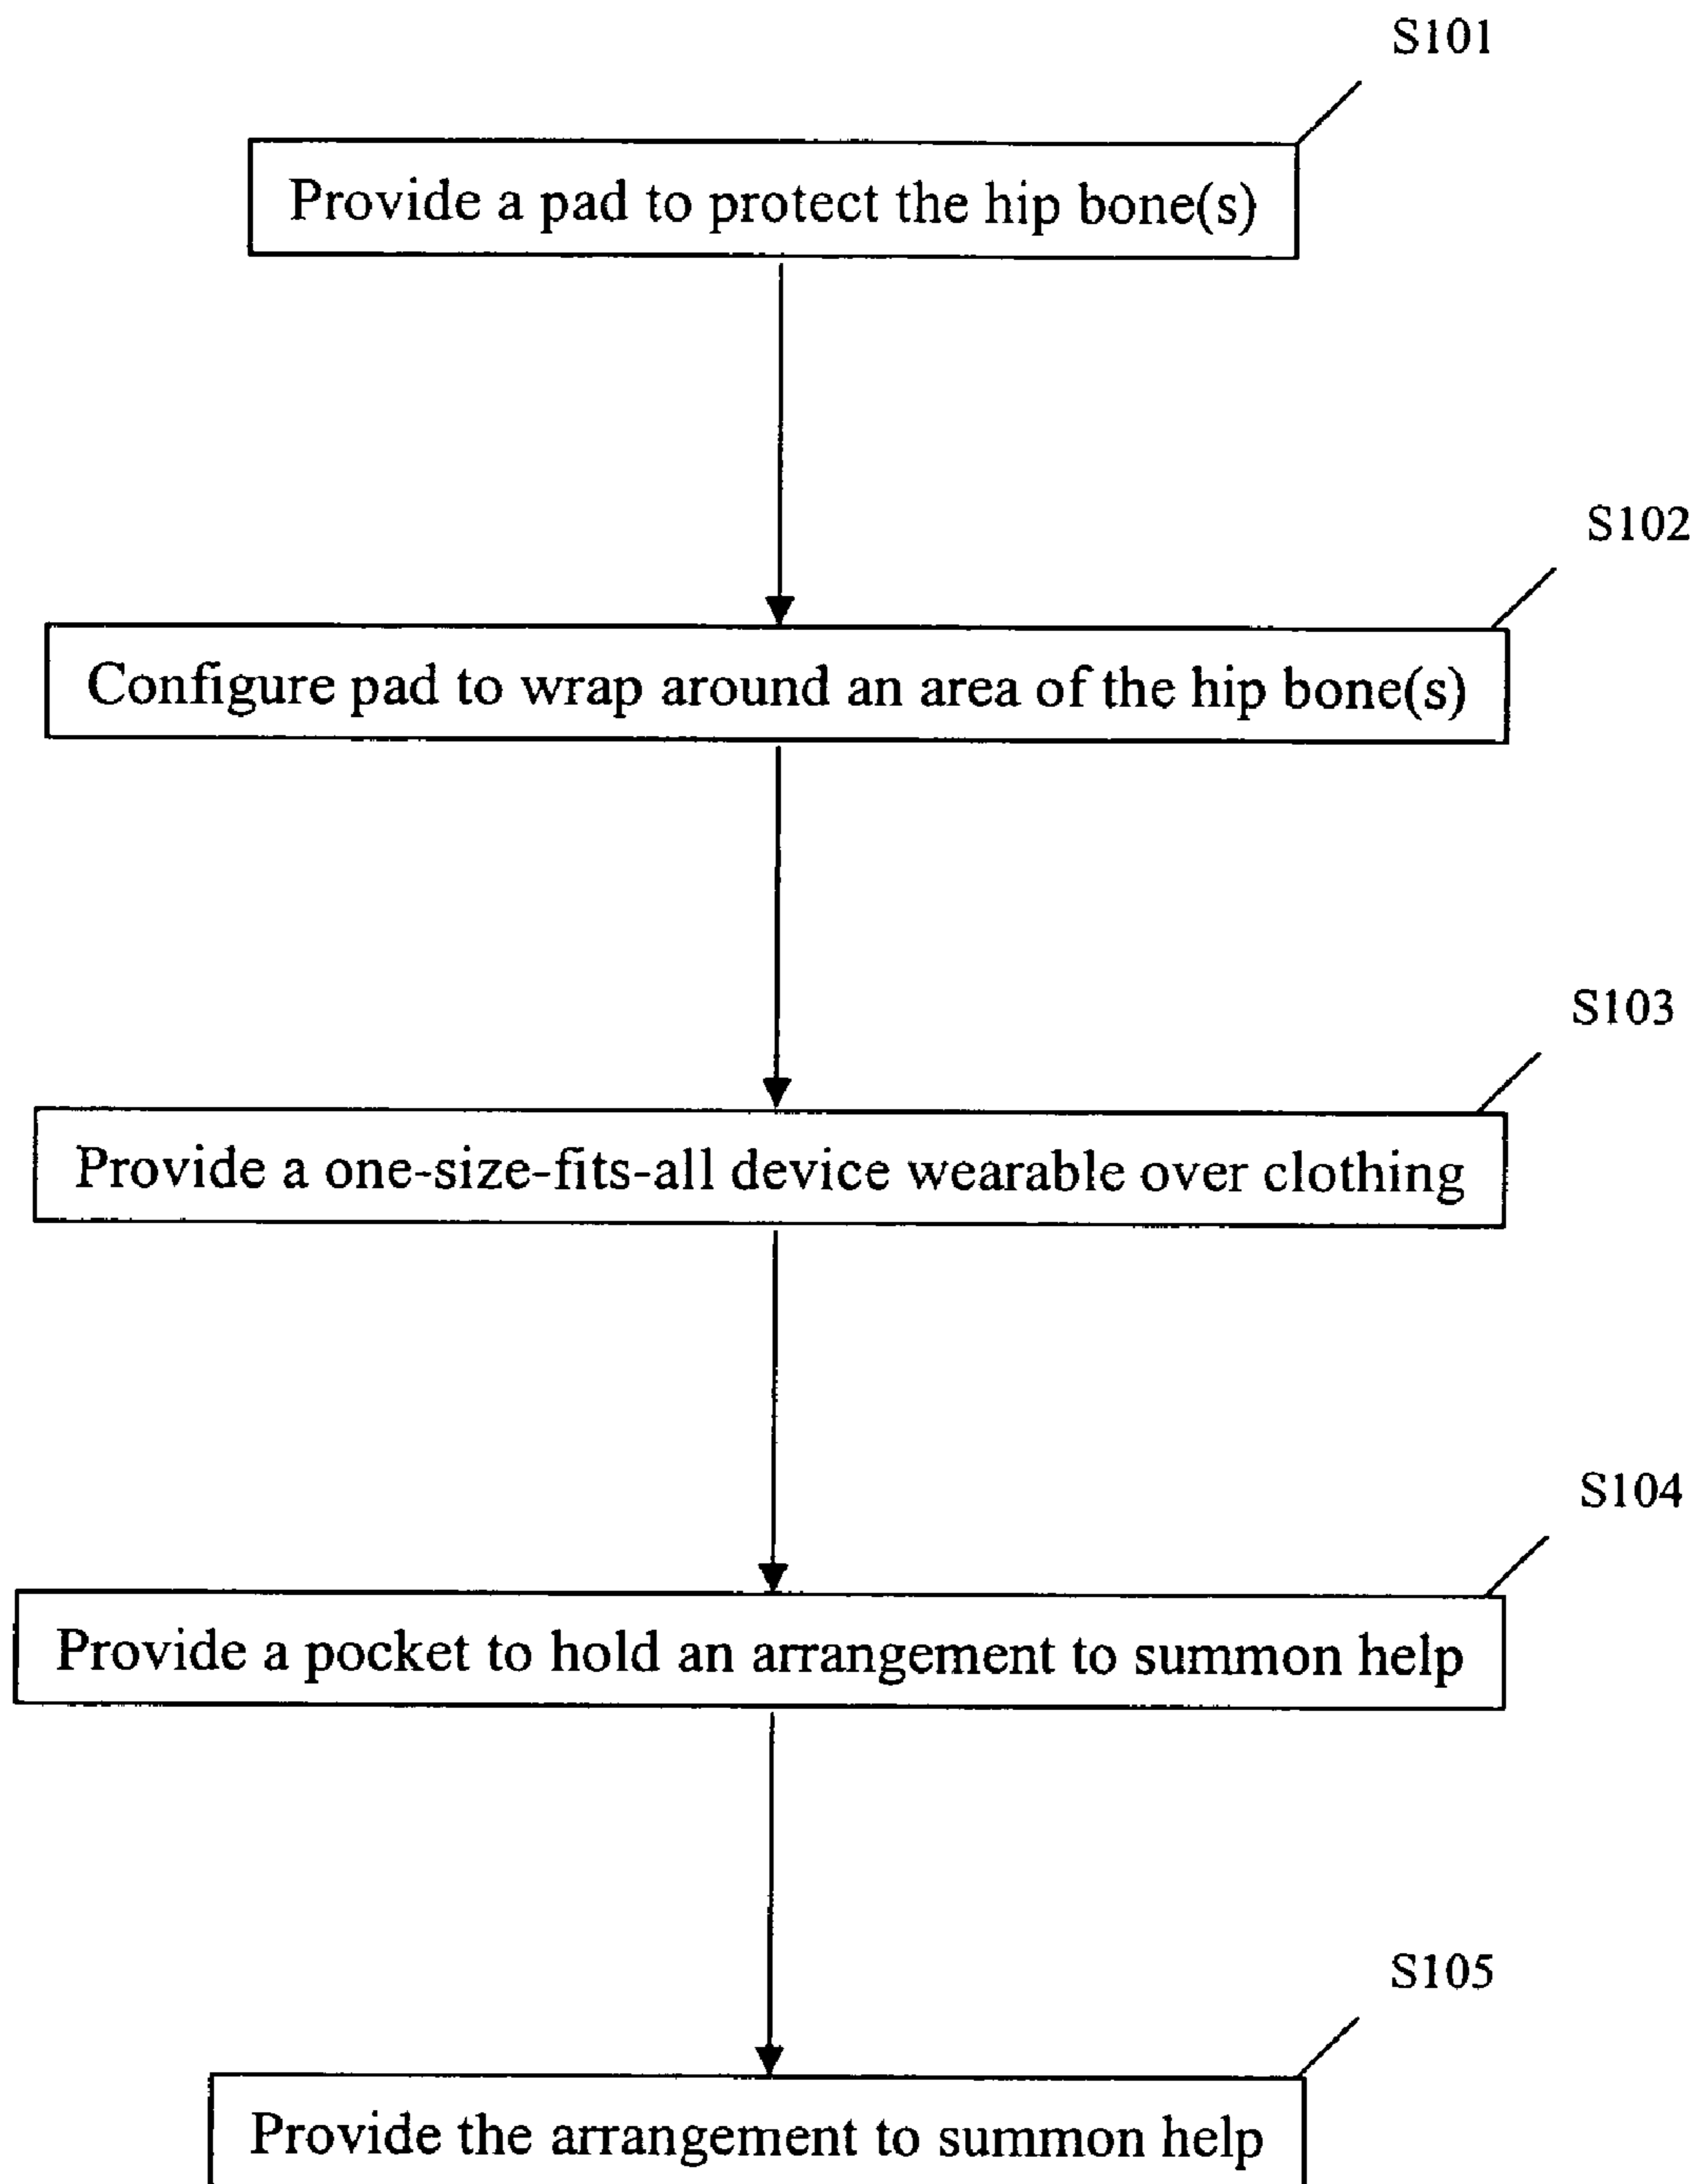 S101
Provide a pad to protect the hip bone(s)
S102
Configure pad to wrap around an area of the hip bone(s)
S103
Provide a one-size-fits-all device wearable over clothing
S104
Provide a pocket to hold an arrangement to summon help
S105
Provide the arrangement to summon help